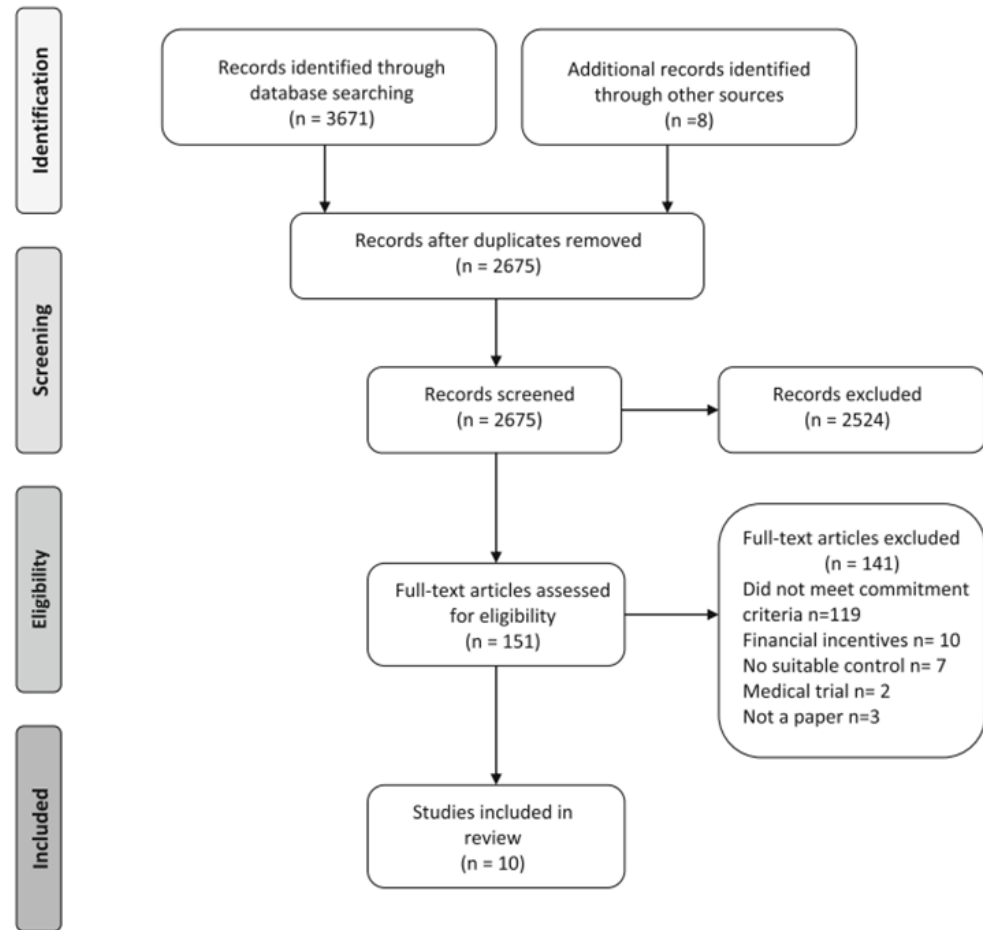 Identification
Records identified through
database searching
(n = 3671)
Additional records identified
through other sources
(n =8)
Records after duplicates removed
(n = 2675)
Screening
Records screened
(n = 2675)
Records excluded
(n = 2524)
Eligibility
Full-text articles assessed
for eligibility
(n = 151)
Full-text articles excluded
(n = 141)
Did not meet commitment
criteria n=119
Financial incentives n= 10
No suitable control n= 7
Medical trial n= 2
Not a paper n=3
Included
Studies included in
review
(n = 10)